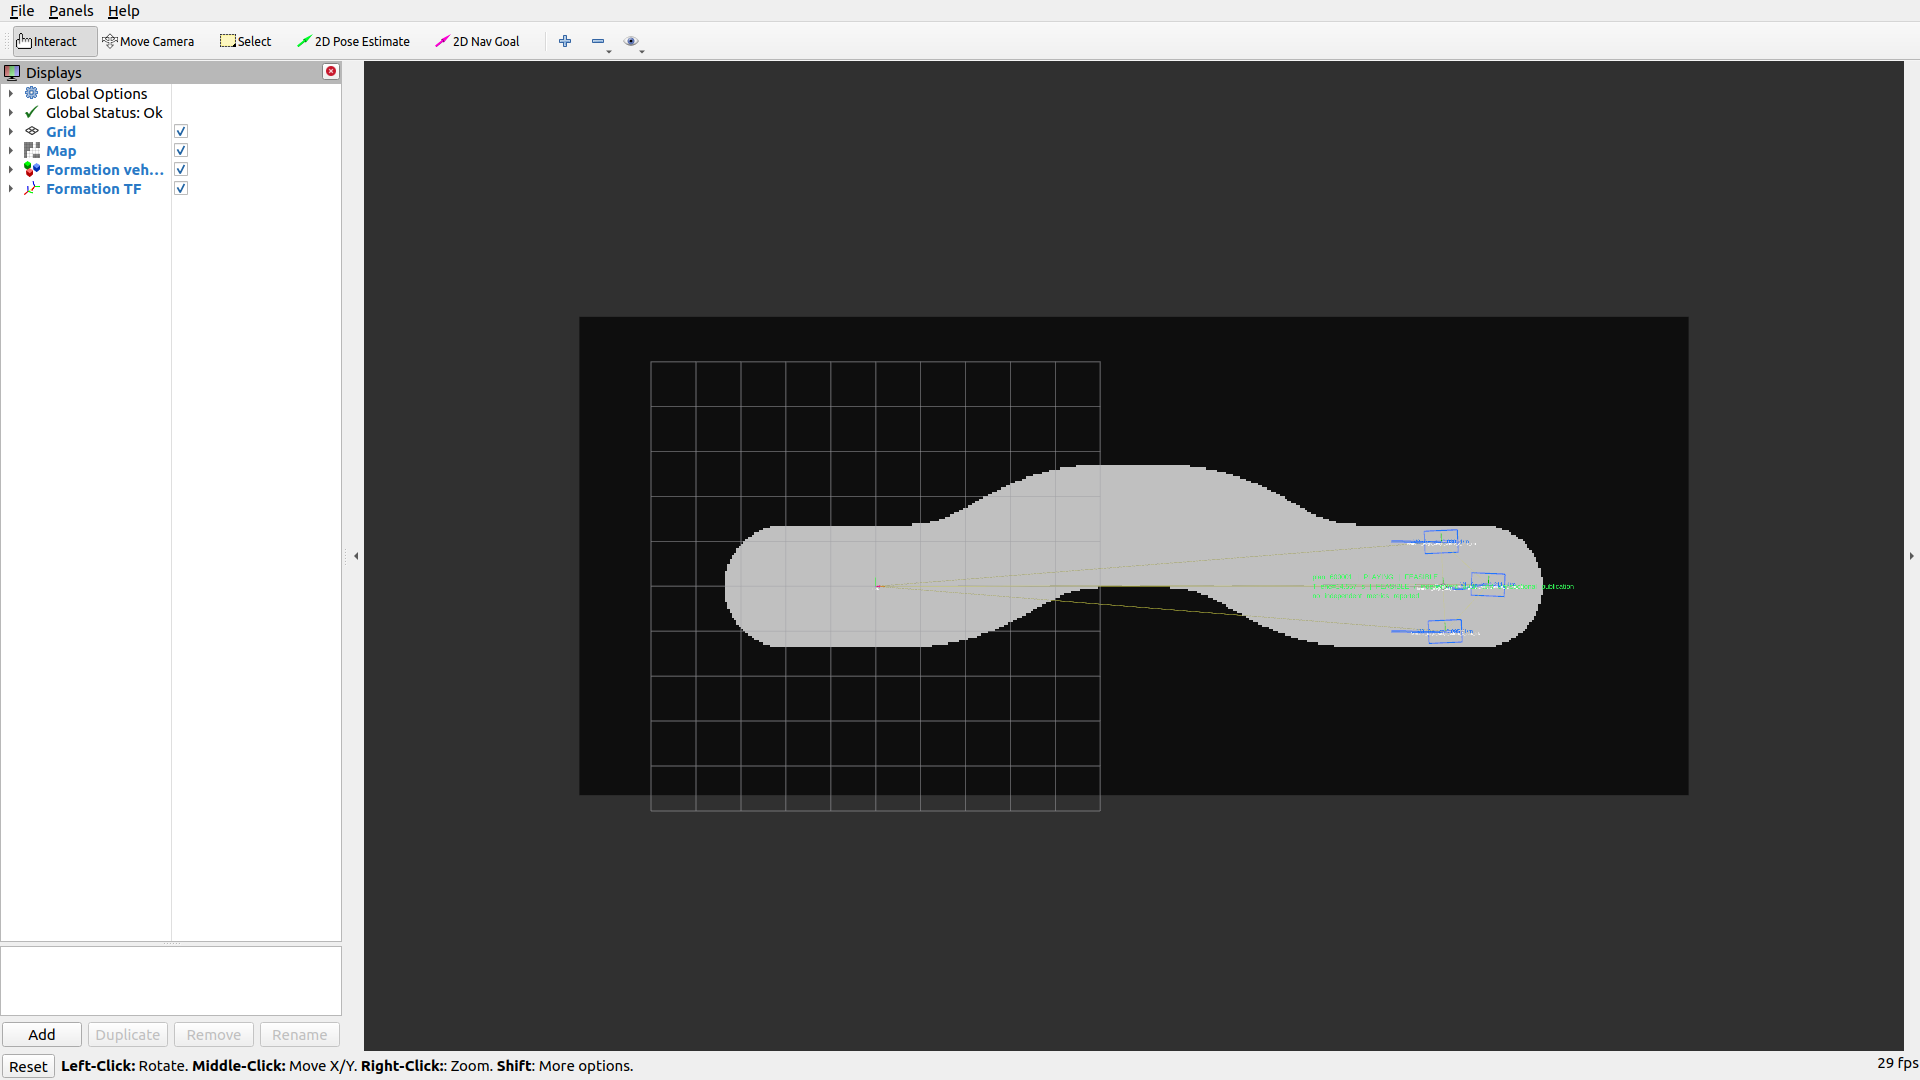 File Panels Help
Interact Move Camera Select 2D Pose Estimate 2D Nav Goal
Displays
Global Options
Global Status: Ok
Grid
Map
Formation veh...
Formation TF
Add Duplicate Remove Rename
Reset Left-Click: Rotate. Middle-Click: Move X/Y. Right-Click:: Zoom. Shift: More options.
29 fps